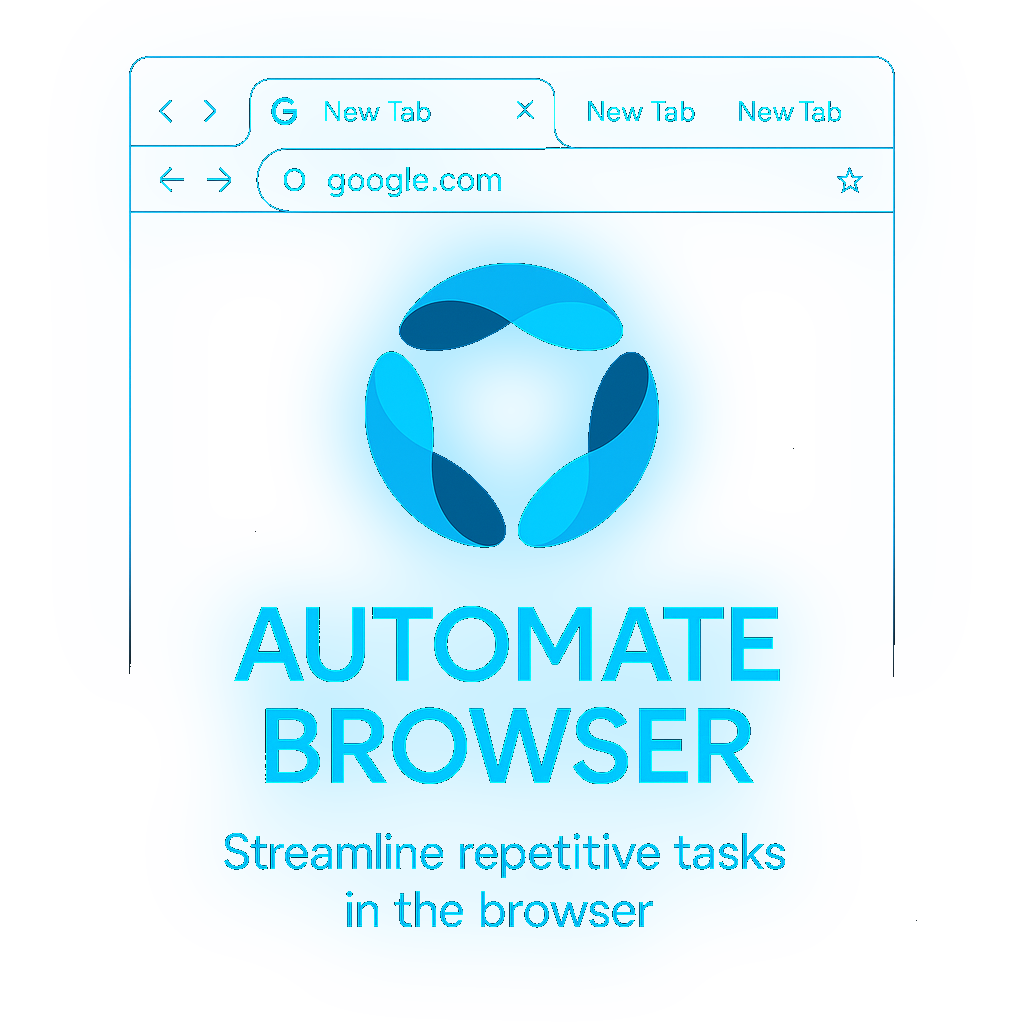 G New Tab × New Tab New Tab
google.com
AUTOMATE
BROWSER
Streamline repetitive tasks
in the browser